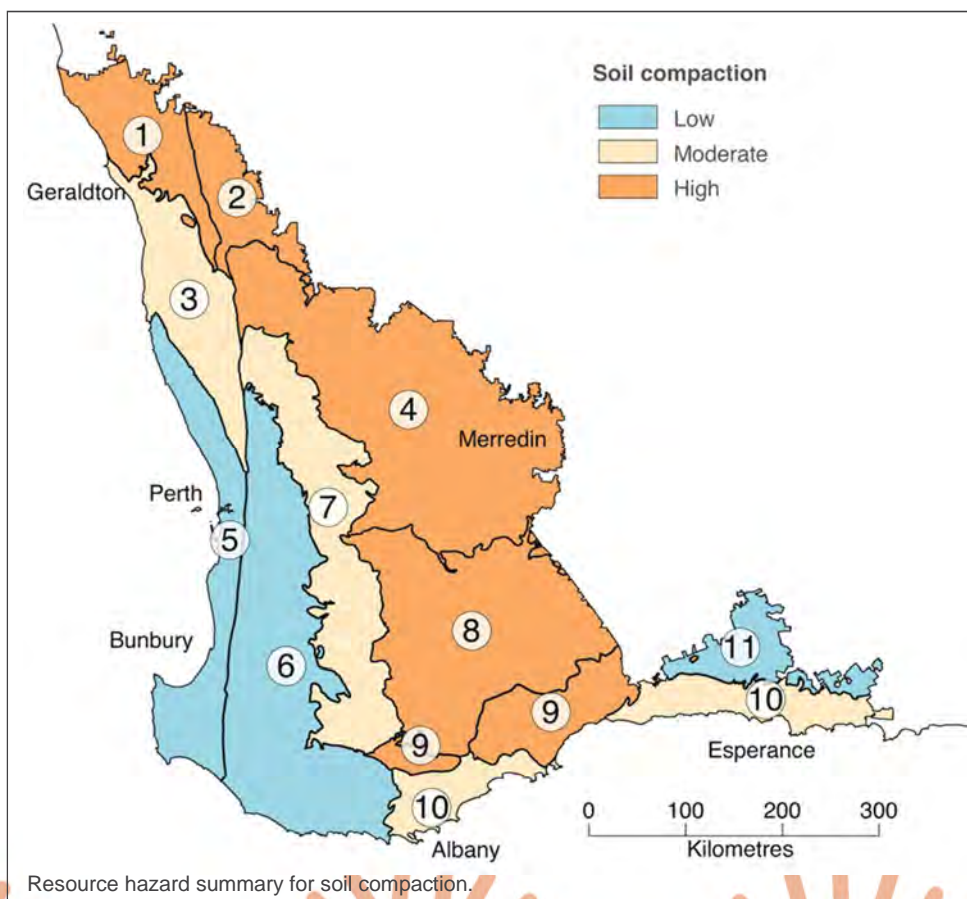 Soil compaction
Low
Moderate
High
1
Geraldton
2
3
4
Merredin
Perth
7
5
8
Bunbury
6
11
9
10
9
Esperance
10
0 100 200 300
Albany
Kilometres
Resource hazard summary for soil compaction.